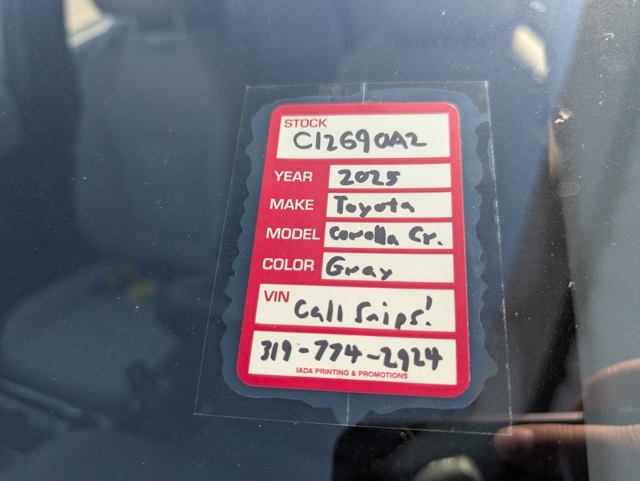 STOCK
C12690A2
YEAR 2025
MAKE Toyota
MODEL Corolla Cr.
COLOR Gray
VIN
Call Snips!
319-774-2924
IADA PRINTING & PROMOTIONS